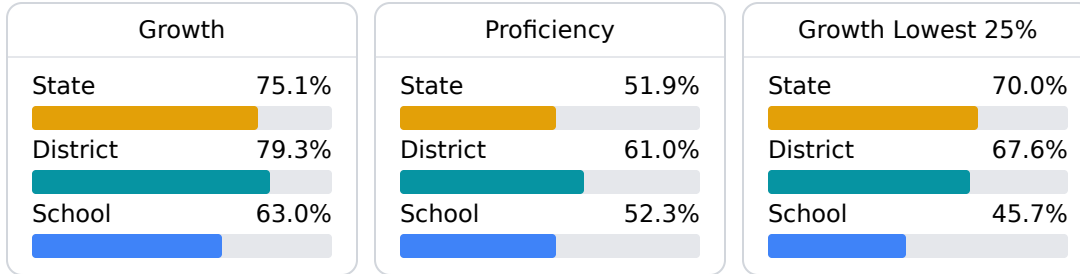 Growth
State 75.1%
District 79.3%
School 63.0%
Proficiency
State 51.9%
District 61.0%
School 52.3%
Growth Lowest 25%
State 70.0%
District 67.6%
School 45.7%